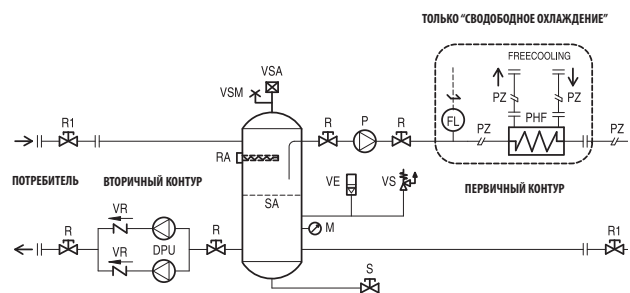 ТОЛЬКО “СВОДОБОДНОЕ ОХЛАЖДЕНИЕ”
FREECOOLING
VSA
VSM
PZ
PZ
R1
R
P
R
FL
PZ
PHF
PZ
RA
ПОТРЕБИТЕЛЬ
ВТОРИЧНЫЙ КОНТУР
VE
VS
ПЕРВИЧНЫЙ КОНТУР
SA
VR
R
VR
DPU
R
M
R1
S